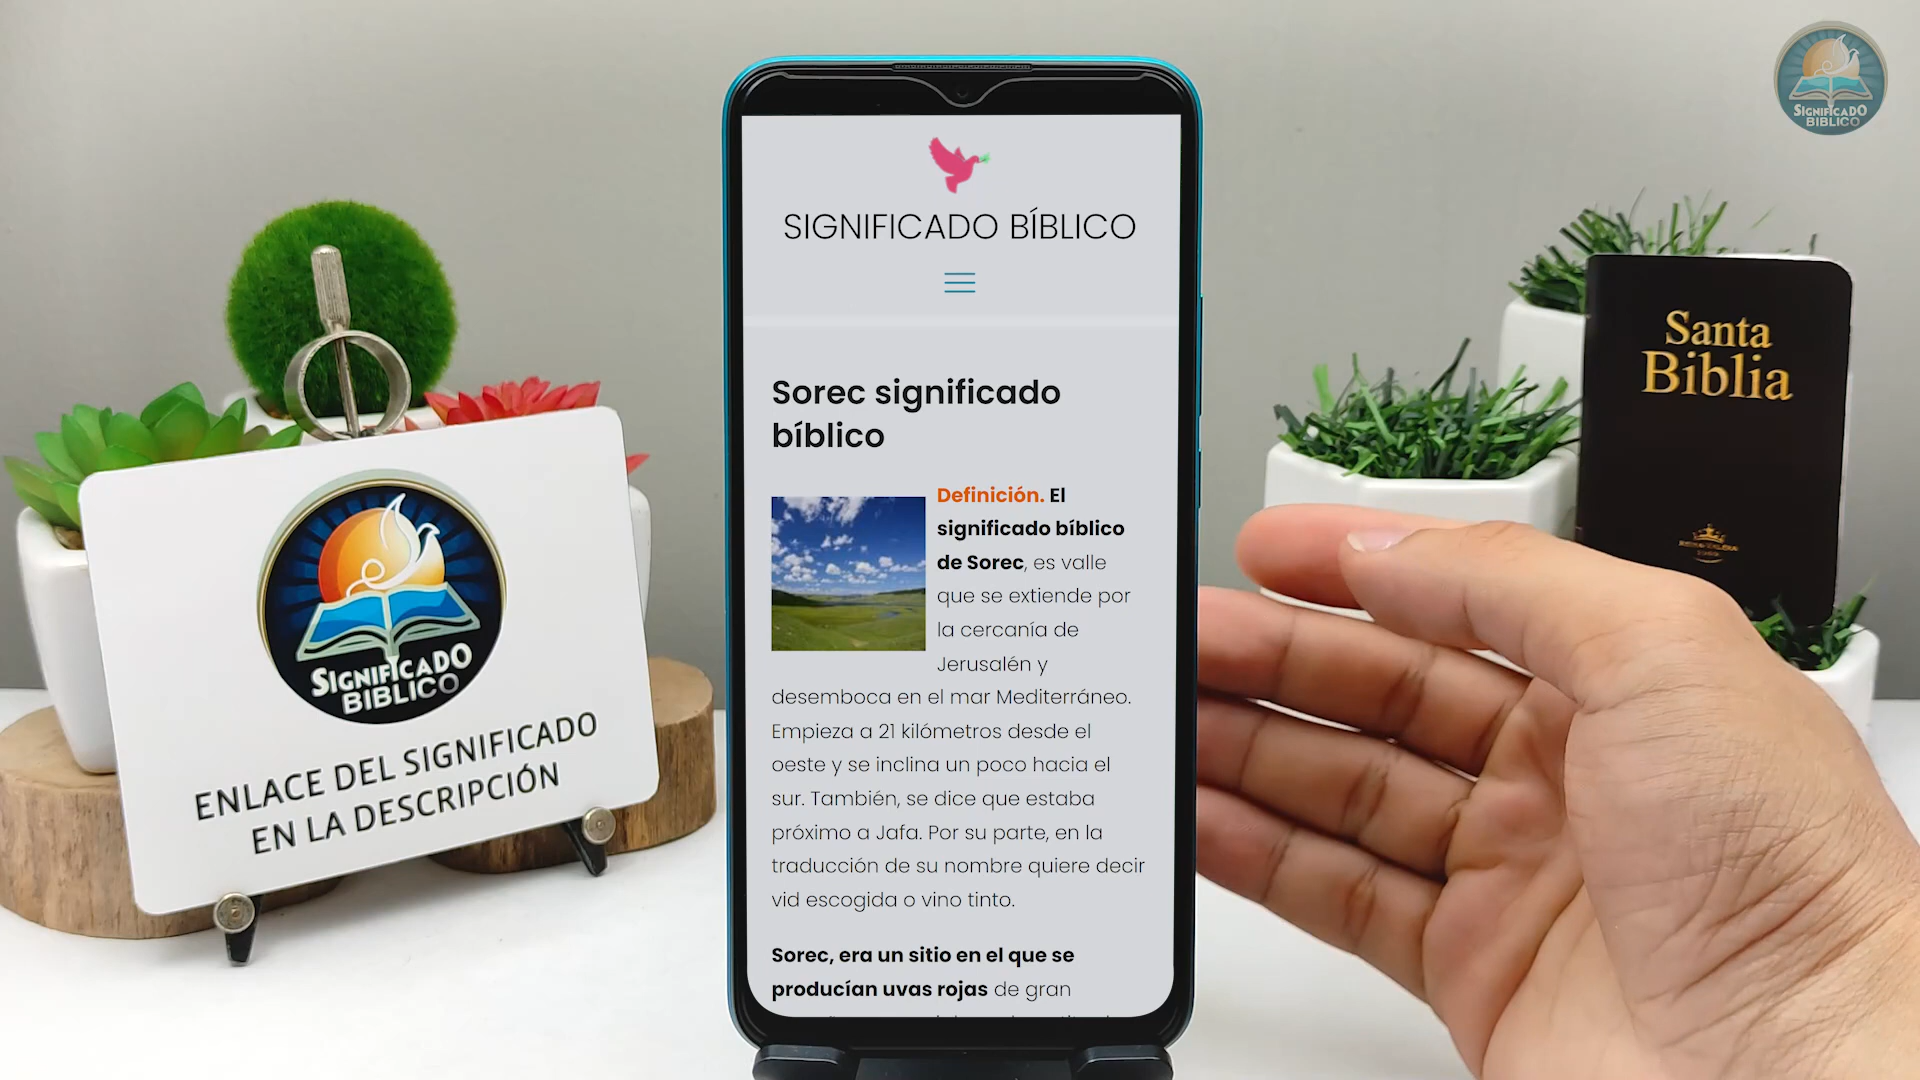 SIGNIFICADO
BIBLICO
SIGNIFICADO BÍBLICO
Sorec significado
bíblico
Definición. El
significado bíblico
de Sorec, es valle
que se extiende por
la cercanía de
Jerusalén y
desemboca en el mar Mediterráneo.
Empieza a 21 kilómetros desde el
oeste y se inclina un poco hacia el
sur. También, se dice que estaba
próximo a Jafa. Por su parte, en la
traducción de su nombre quiere decir
vid escogida o vino tinto.
Sorec, era un sitio en el que se
producían uvas rojas de gran
SIGNIFICADO
BIBLICO
ENLACE DEL SIGNIFICADO
EN LA DESCRIPCIÓN
Santa
Biblia